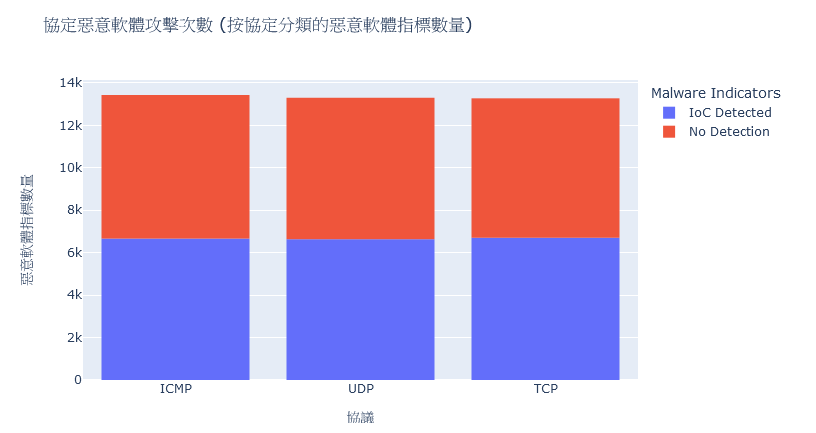 協定惡意軟體攻擊次數 (按協定分類的惡意軟體指標數量)
惡意軟體指標數量
14k
12k
10k
8k
6k
4k
2k
0
ICMP
UDP
TCP
協議
Malware Indicators
IoC Detected
No Detection